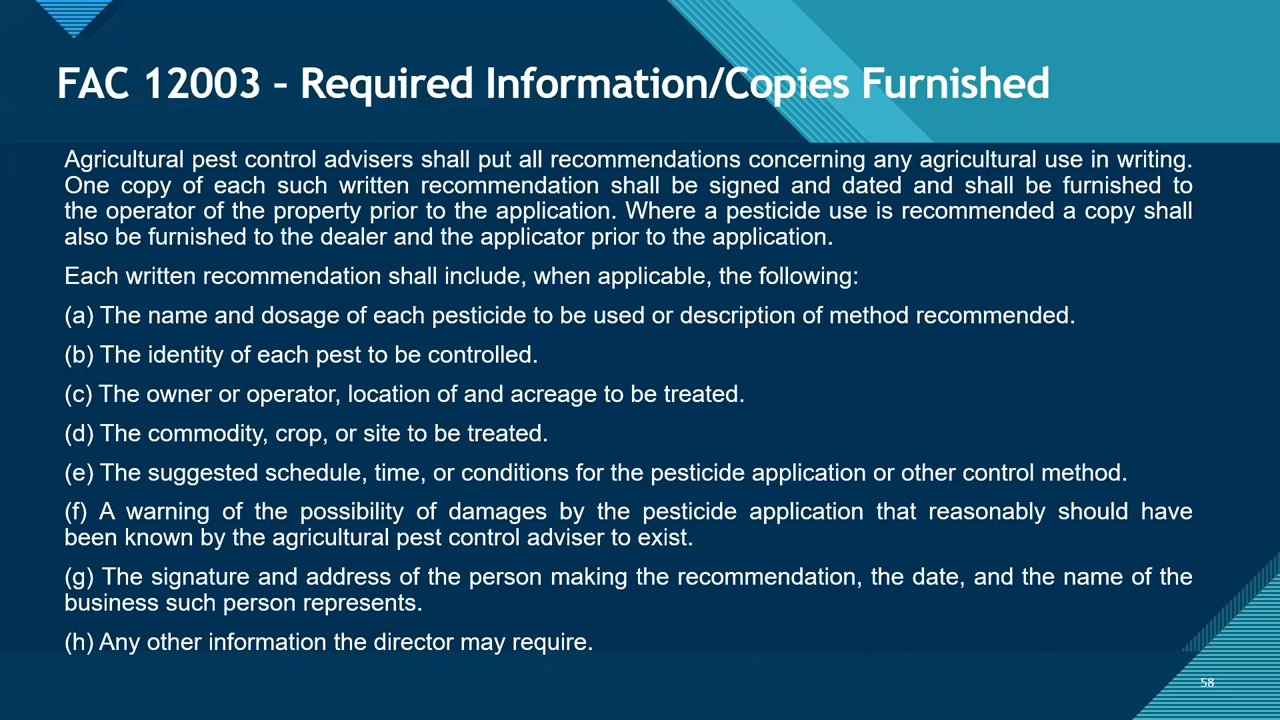 FAC 12003 – Required Information/Copies Furnished
Agricultural pest control advisers shall put all recommendations concerning any agricultural use in writing.
One copy of each such written recommendation shall be signed and dated and shall be furnished to
the operator of the property prior to the application. Where a pesticide use is recommended a copy shall
also be furnished to the dealer and the applicator prior to the application.
Each written recommendation shall include, when applicable, the following:
(a) The name and dosage of each pesticide to be used or description of method recommended.
(b) The identity of each pest to be controlled.
(c) The owner or operator, location of and acreage to be treated.
(d) The commodity, crop, or site to be treated.
(e) The suggested schedule, time, or conditions for the pesticide application or other control method.
(f) A warning of the possibility of damages by the pesticide application that reasonably should have
been known by the agricultural pest control adviser to exist.
(g) The signature and address of the person making the recommendation, the date, and the name of the
business such person represents.
(h) Any other information the director may require.
58